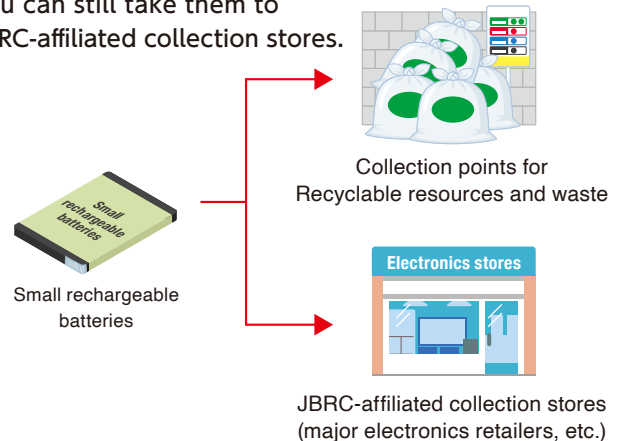 u can still take them to
RC-affiliated collection stores.
Collection points for
Recyclable resources and waste
Small
rechargeable
batteries
Small rechargeable
batteries
Electronics stores
JBRC-affiliated collection stores
(major electronics retailers, etc.)